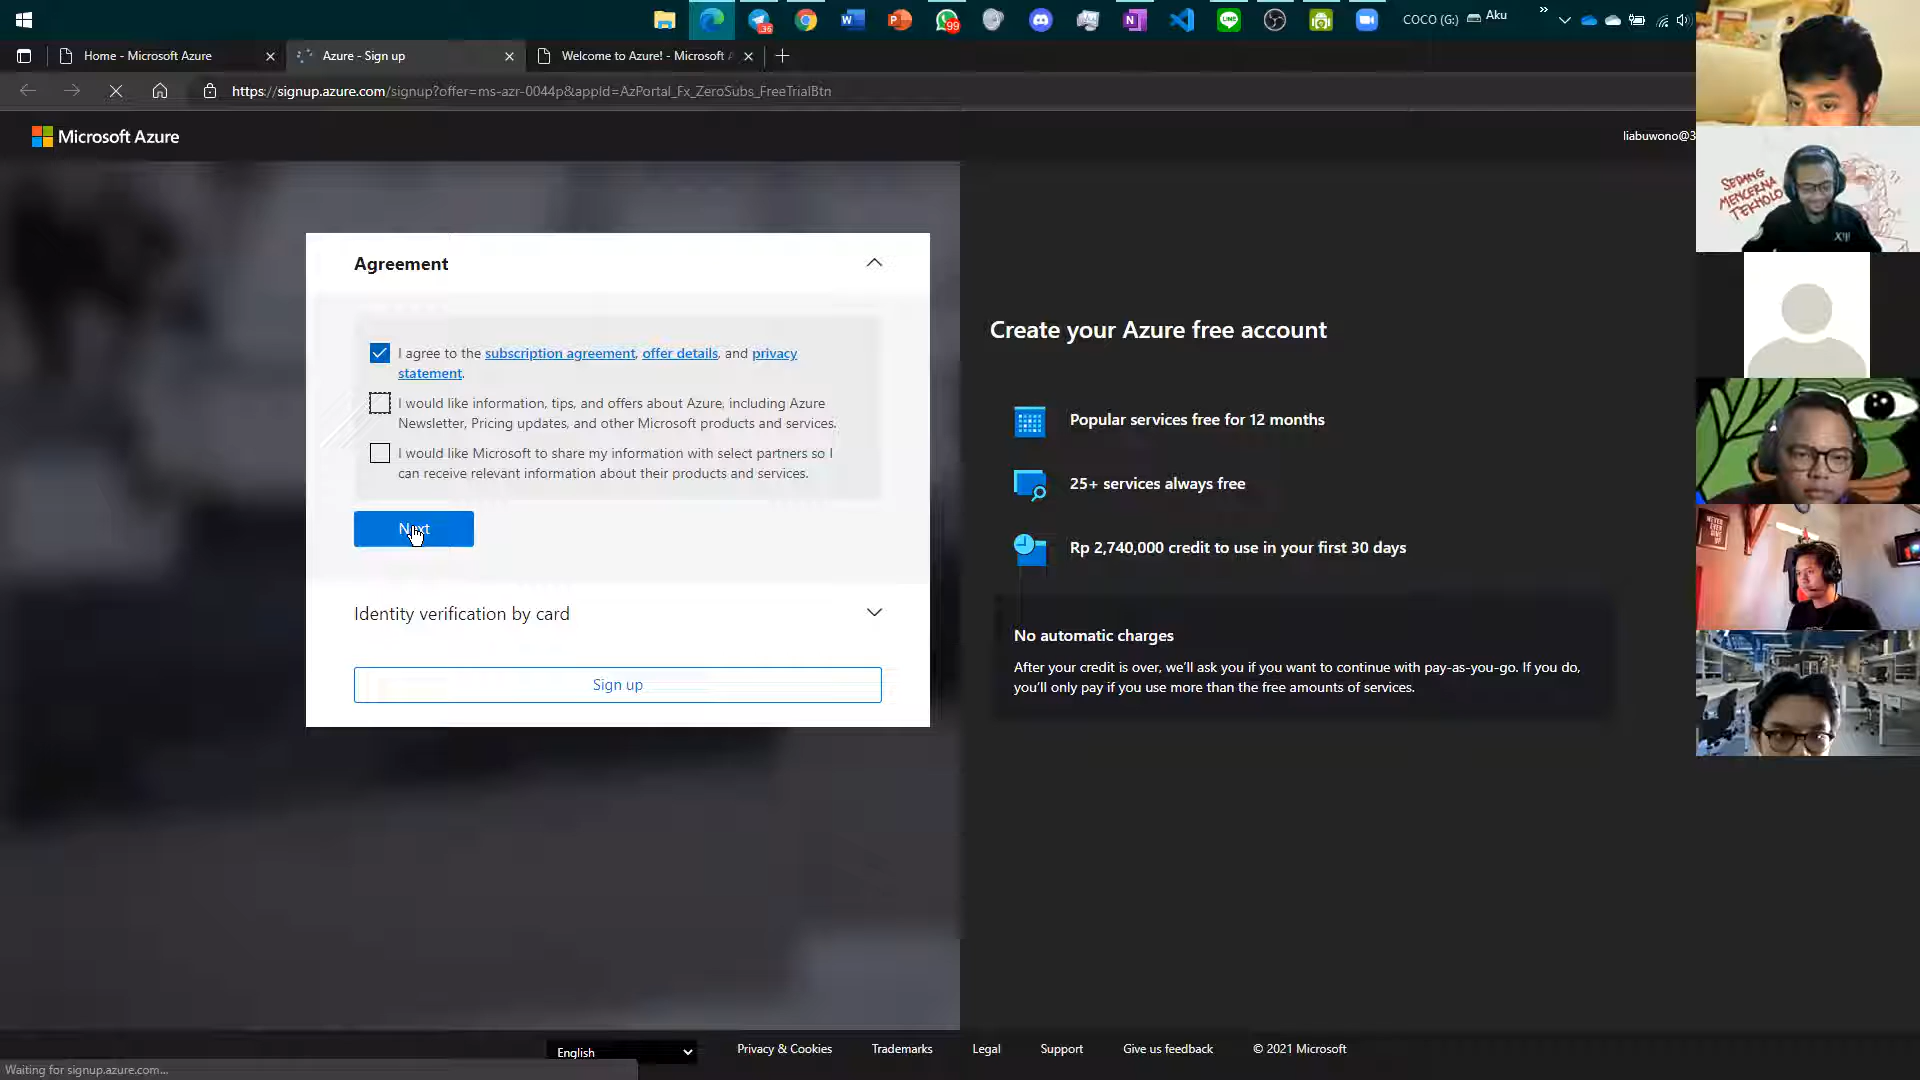 36
99
COCO (G:)
Aku
Home - Microsoft Azure
Azure - Sign up
Welcome to Azure! - Microsoft A
https://signup.azure.com/signup?offer=ms-azr-0044p&appId=AzPortal_Fx_ZeroSubs_FreeTrialBtn
Microsoft Azure
liabuwono@3
Agreement
I agree to the subscription agreement, offer details, and privacy
statement.
I would like information, tips, and offers about Azure, including Azure
Newsletter, Pricing updates, and other Microsoft products and services.
I would like Microsoft to share my information with select partners so I
can receive relevant information about their products and services.
Next
Identity verification by card
Sign up
Create your Azure free account
Popular services free for 12 months
25+ services always free
Rp 2,740,000 credit to use in your first 30 days
No automatic charges
After your credit is over, we'll ask you if you want to continue with pay-as-you-go. If you do,
you'll only pay if you use more than the free amounts of services.
SEDANG
MENCERNA
TEKNOLO
English
Privacy & Cookies
Trademarks
Legal
Support
Give us feedback
© 2021 Microsoft
Waiting for signup.azure.com...